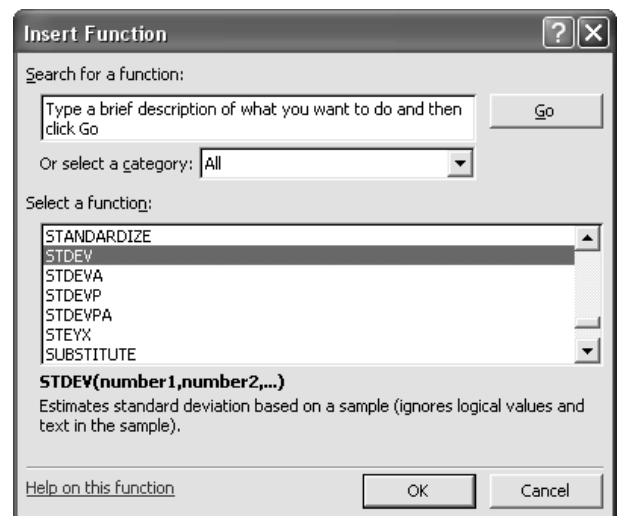 Insert Function
Search for a function:
Type a brief description of what you want to do and then
click Go
Go
Or select a category: All
Select a function:
STANDARDIZE
STDEV
STDEVA
STDEVP
STDEVPA
STEYX
SUBSTITUTE
STDEV(number1,number2,...)
Estimates standard deviation based on a sample (ignores logical values and
text in the sample).
Help on this function
OK
Cancel